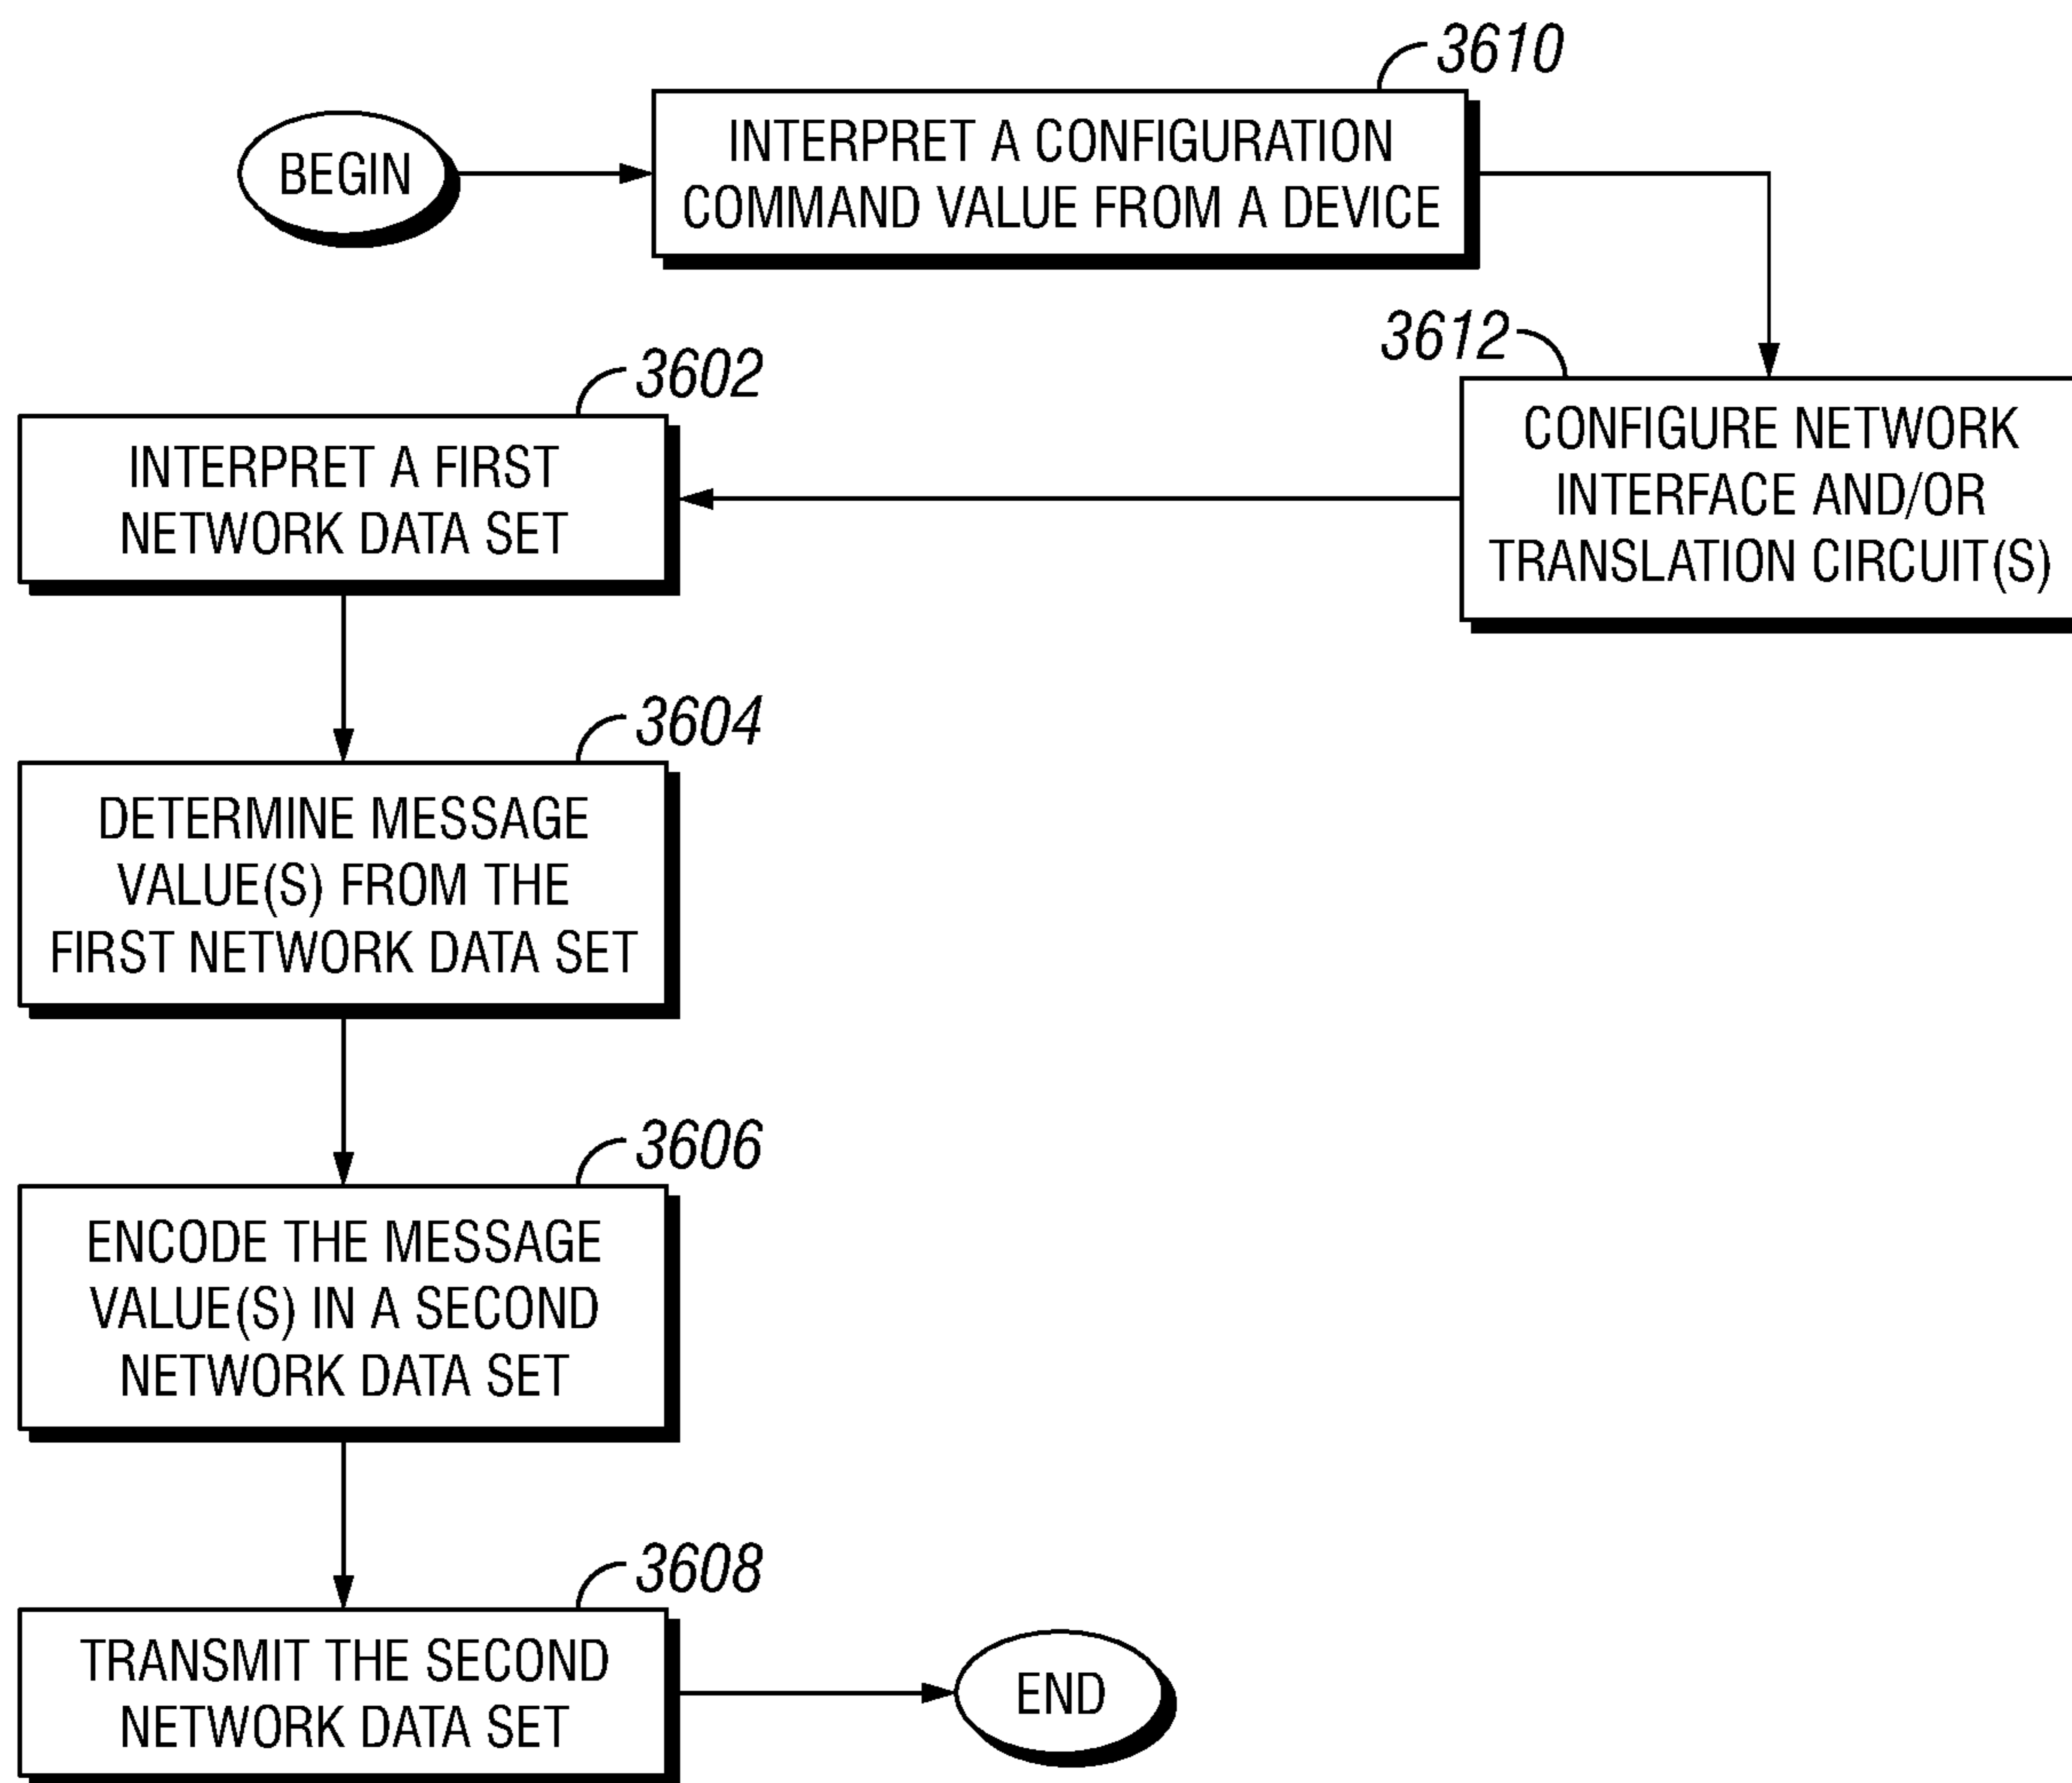 3610
BEGIN
INTERPRET A CONFIGURATION
COMMAND VALUE FROM A DEVICE
3612
CONFIGURE NETWORK
INTERFACE AND/OR
TRANSLATION CIRCUIT(S)
3602
INTERPRET A FIRST
NETWORK DATA SET
3604
DETERMINE MESSAGE
VALUE(S) FROM THE
FIRST NETWORK DATA SET
3606
ENCODE THE MESSAGE
VALUE(S) IN A SECOND
NETWORK DATA SET
3608
TRANSMIT THE SECOND
NETWORK DATA SET
END